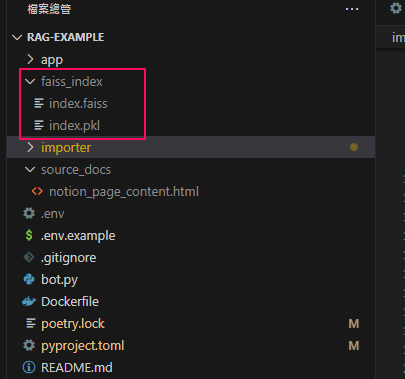 檔案總管
RAG-EXAMPLE
app
faiss_index
index.faiss
index.pkl
importer
source_docs
<> notion_page_content.html
.env
$ .env.example
.gitignore
bot.py
Dockerfile
poetry.lock M
pyproject.toml M
README.md
im